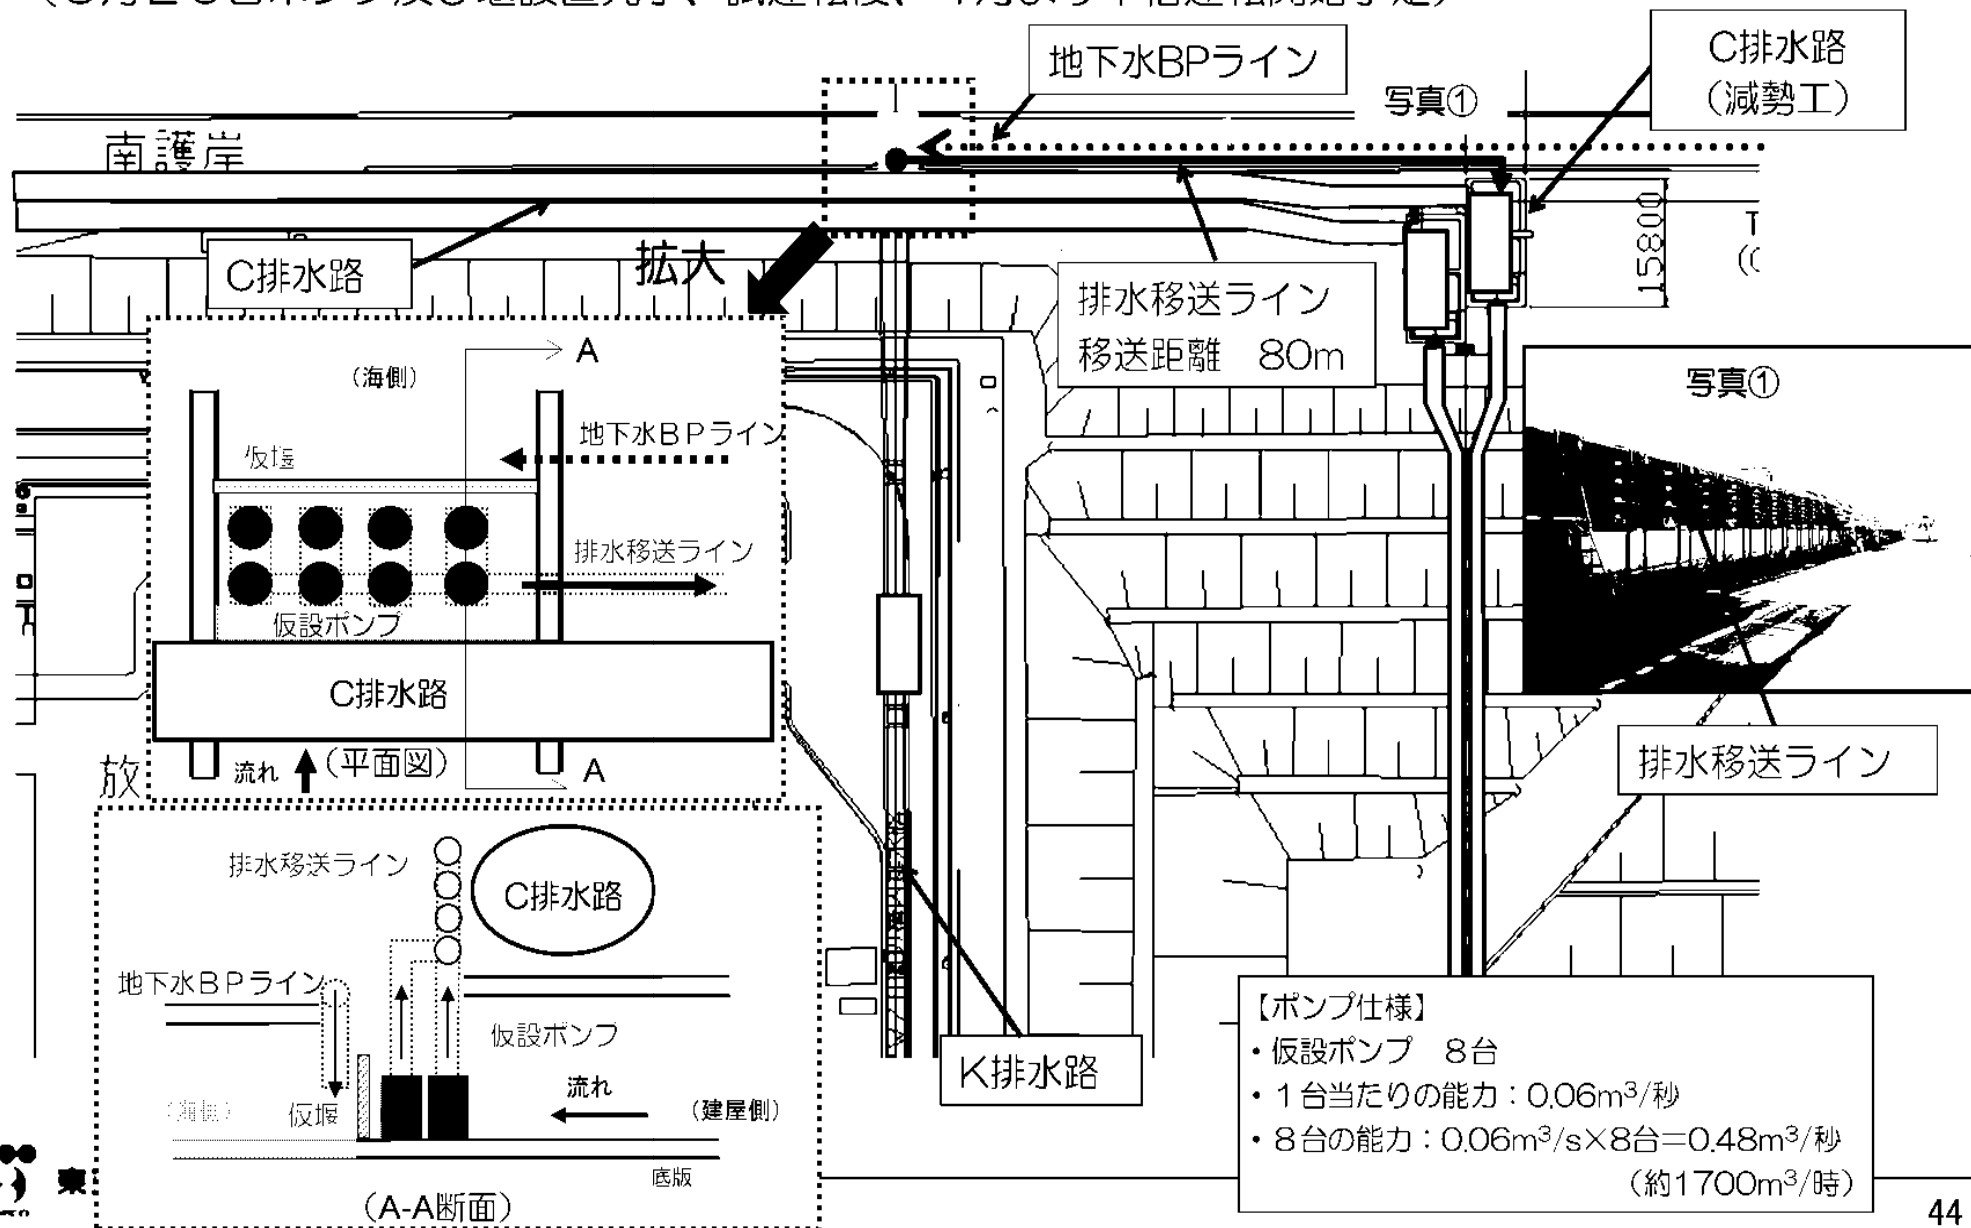 地下水BPライン
C排水路
（減勢工）
写真①
南護岸
C排水路
拡大
排水移送ライン
移送距離　80m
15800
写真①
A
（海側）
地下水BPライン
仮堰
排水移送ライン
仮設ポンプ
C排水路
放
流れ
（平面図）
A
排水移送ライン
排水移送ライン
C排水路
地下水BPライン
仮設ポンプ
流れ
（建屋側）
（海側）
仮堰
底版
（A-A断面）
K排水路
【ポンプ仕様】
・仮設ポンプ　8台
・1台当たりの能力：0.06m³/秒
・8台の能力：0.06m³/s×8台＝0.48m³/秒
（約1700m³/時）
東
44